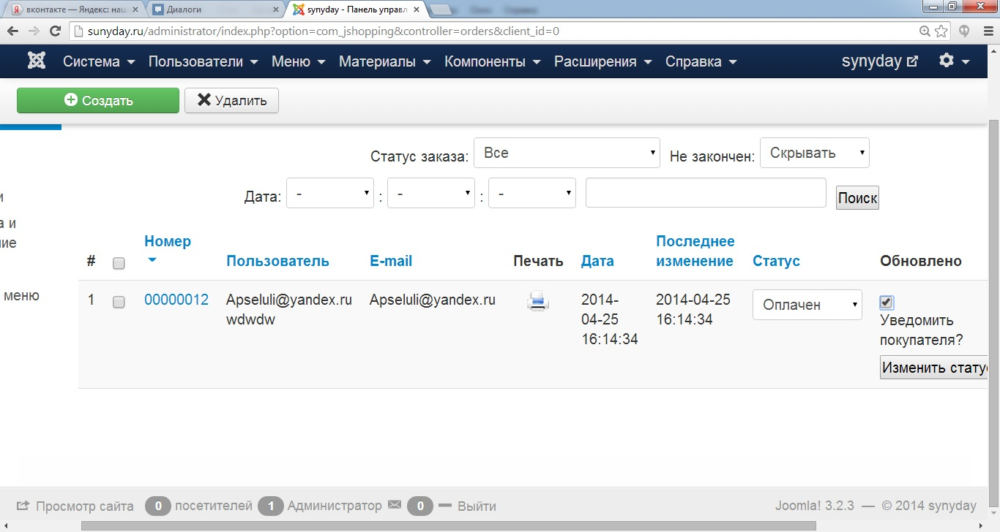 вконтакте — Яндекс: наш
Диалоги
synyday - Панель управл
sunyday.ru/administrator/index.php?option=com_jshopping&controller=orders&client_id=0
Система Пользователи Меню Материалы Компоненты Расширения Справка synyday
Создать Удалить
Статус заказа: Все Не закончен: Скрывать
Дата: - : - : - Поиск
и
а и
ие
меню
Номер Последнее
# Пользователь E-mail Печать Дата изменение Статус Обновлено
1 00000012 Apseluli@yandex.ru Apseluli@yandex.ru 2014- 2014-04-25 Оплачен
wdwdw 04-25 16:14:34 Уведомить
16:14:34 покупателя?
Изменить стату
Просмотр сайта 0 посетителей 1 Администратор 0 Выйти Joomla! 3.2.3 — © 2014 synyday